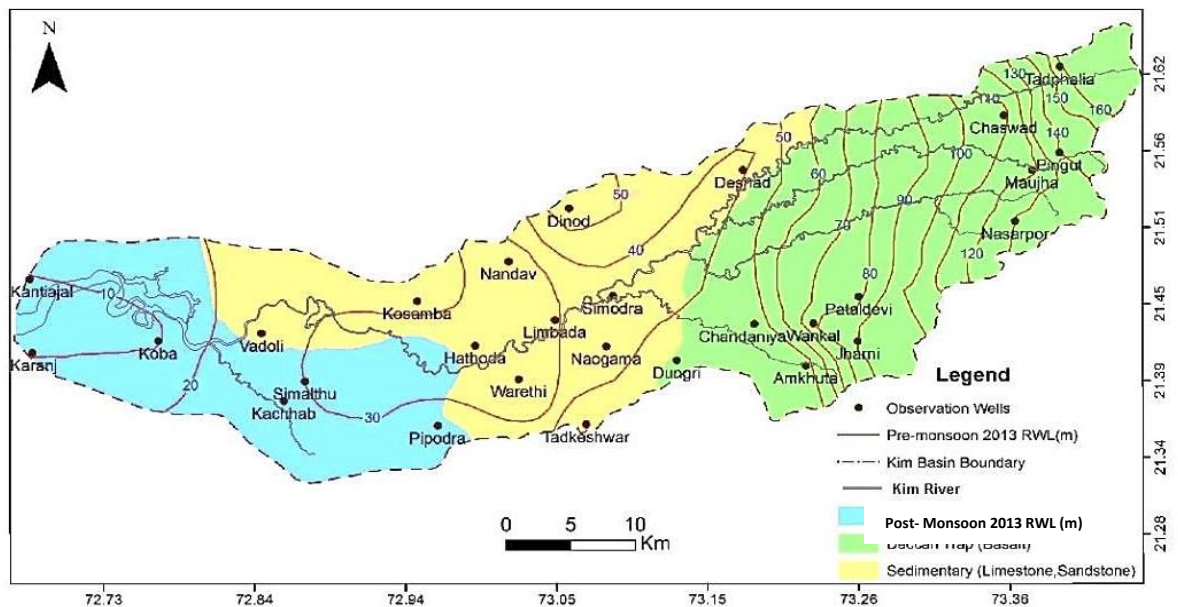 N
130
Tadphalia
150
160
110
Chaswad
140
50
100
Pingut
Maujha
Deshad
60
50
90
Dinod
70
Nasarpor
40
120
Nandav
80
Kantiajal
10
Pataldevi
Kosamba
Simodra
Limbada
Chandaniya
Wankal
Vadoli
Koba
Hathoda
Naogama
Jharni
Karanj
Dungri
Amkhuta
20
Simalthu
Warethi
Kachhab
30
Pipodra
Tadkeshwar
Legend
Observation Wells
Pre-monsoon 2013 RWL(m)
Kim Basin Boundary
Kim River
Post- Monsoon 2013 RWL (m)
Deccan Trap (Basalt)
Sedimentary (Limestone,Sandstone)
0 5 10
Km
21.62
21.56
21.51
21.45
21.39
21.34
21.28
72.73 72.84 72.94 73.05 73.15 73.26 73.36